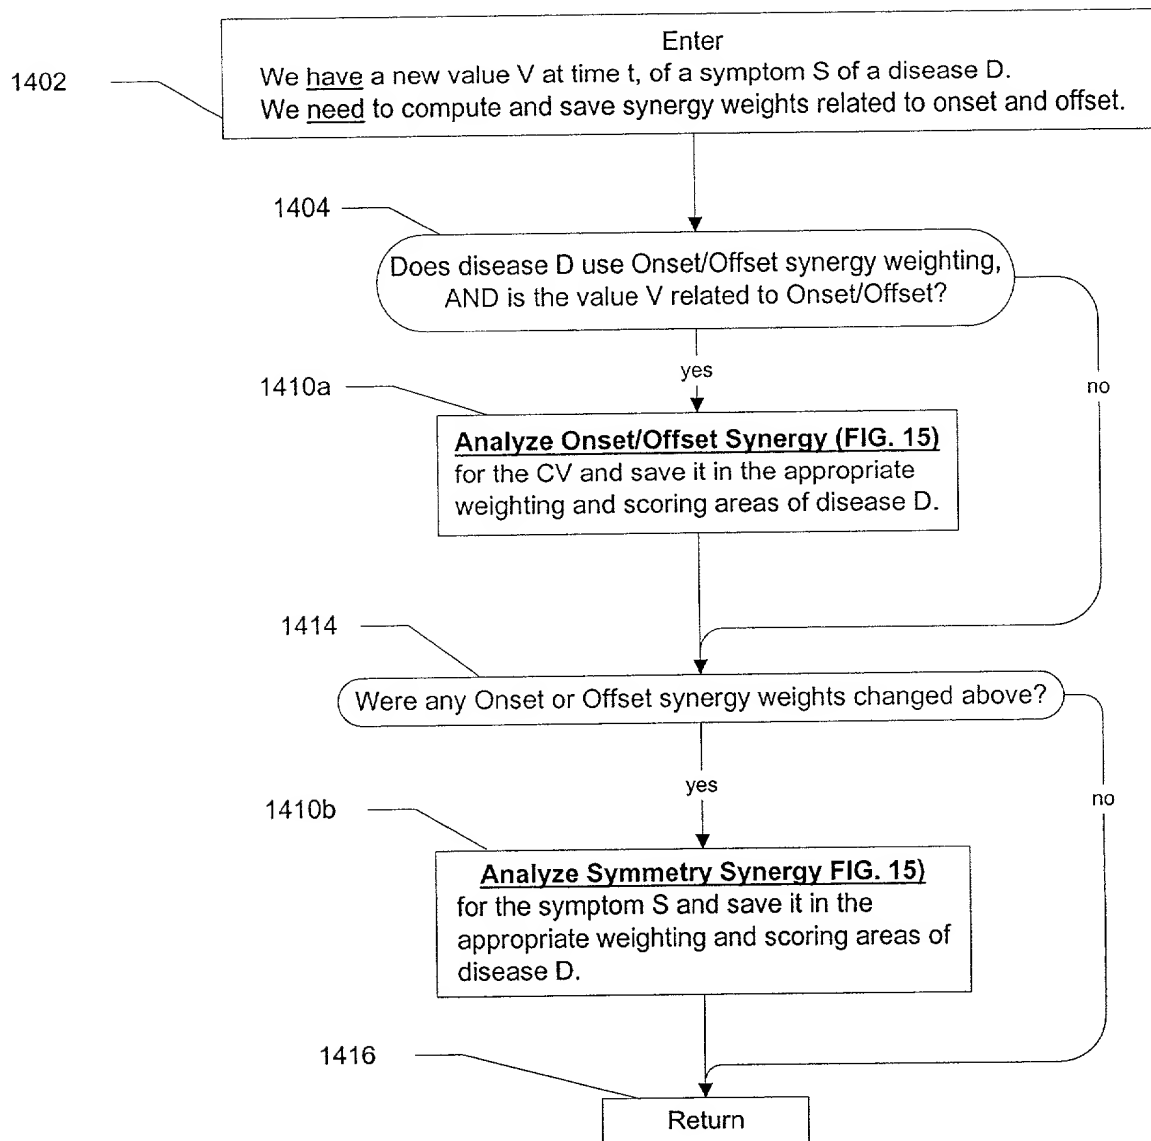 Enter
1402
We have a new value V at time t, of a symptom S of a disease D.
We need to compute and save synergy weights related to onset and offset.
1404
Does disease D use Onset/Offset synergy weighting,
AND is the value V related to Onset/Offset?
yes
no
1410a
Analyze Onset/Offset Synergy (FIG. 15)
for the CV and save it in the appropriate
weighting and scoring areas of disease D.
1414
Were any Onset or Offset synergy weights changed above?
yes
no
1410b
Analyze Symmetry Synergy FIG. 15)
for the symptom S and save it in the
appropriate weighting and scoring areas of
disease D.
1416
Return